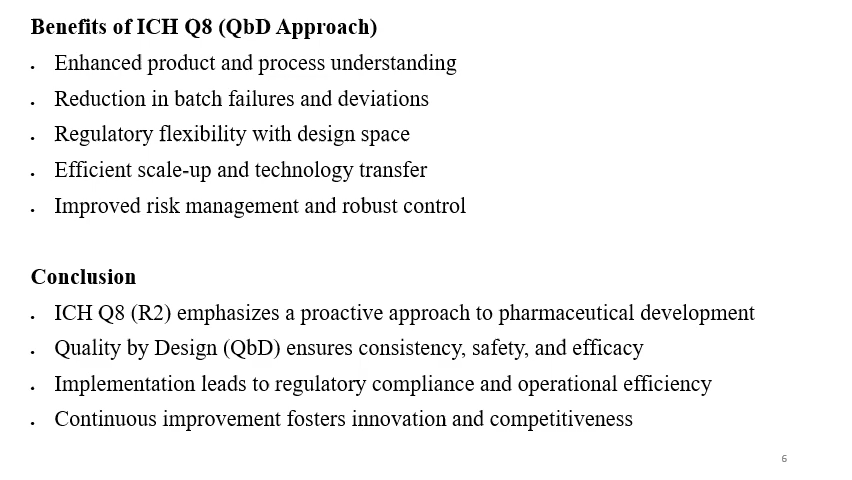 Benefits of ICH Q8 (QbD Approach)
• Enhanced product and process understanding
• Reduction in batch failures and deviations
• Regulatory flexibility with design space
• Efficient scale-up and technology transfer
• Improved risk management and robust control
Conclusion
• ICH Q8 (R2) emphasizes a proactive approach to pharmaceutical development
• Quality by Design (QbD) ensures consistency, safety, and efficacy
• Implementation leads to regulatory compliance and operational efficiency
• Continuous improvement fosters innovation and competitiveness
6